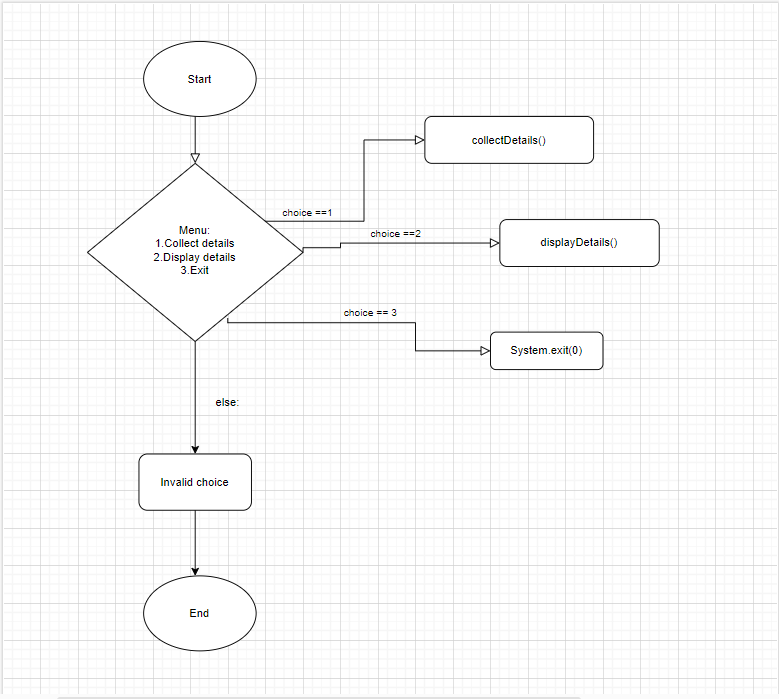 Start
collectDetails()
choice ==1
Menu:
1.Collect details
2.Display details
3.Exit
choice ==2
displayDetails()
choice == 3
System.exit(0)
else:
Invalid choice
End